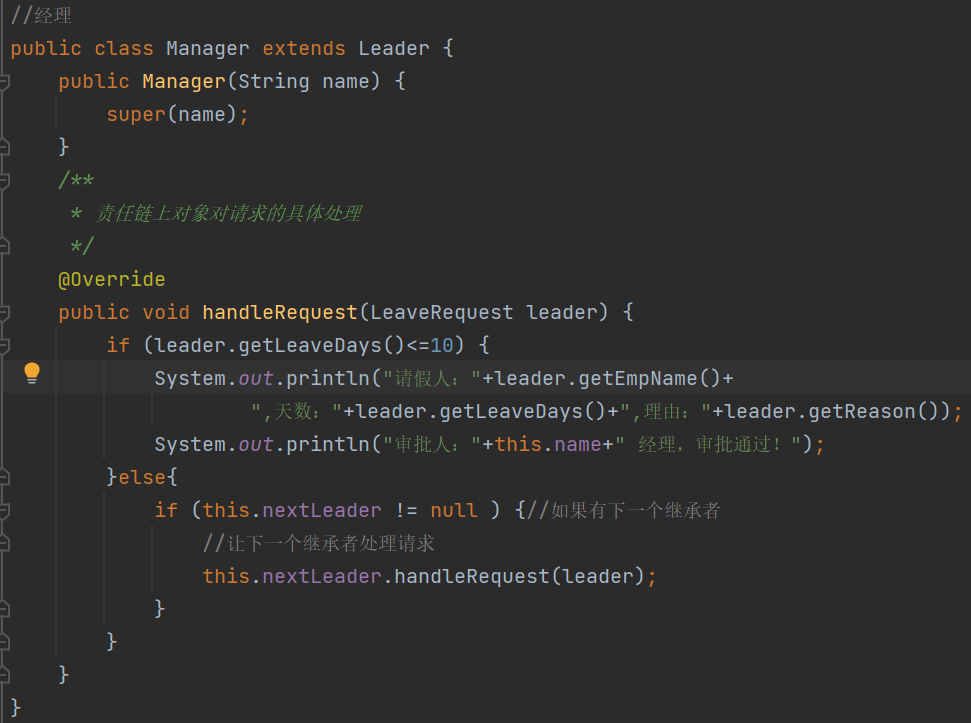 //经理
public class Manager extends Leader {
    public Manager(String name) {
        super(name);
    }
    /**
     * 责任链上对象对请求的具体处理
     */
    @Override
    public void handleRequest(LeaveRequest leader) {
        if (leader.getLeaveDays()<=10) {
            System.out.println("请假人："+leader.getEmpName()+
                    ",天数："+leader.getLeaveDays()+",理由："+leader.getReason());
            System.out.println("审批人："+this.name+" 经理，审批通过！");
        }else{
            if (this.nextLeader != null ) {//如果有下一个继承者
                //让下一个继承者处理请求
                this.nextLeader.handleRequest(leader);
            }
        }
    }
}